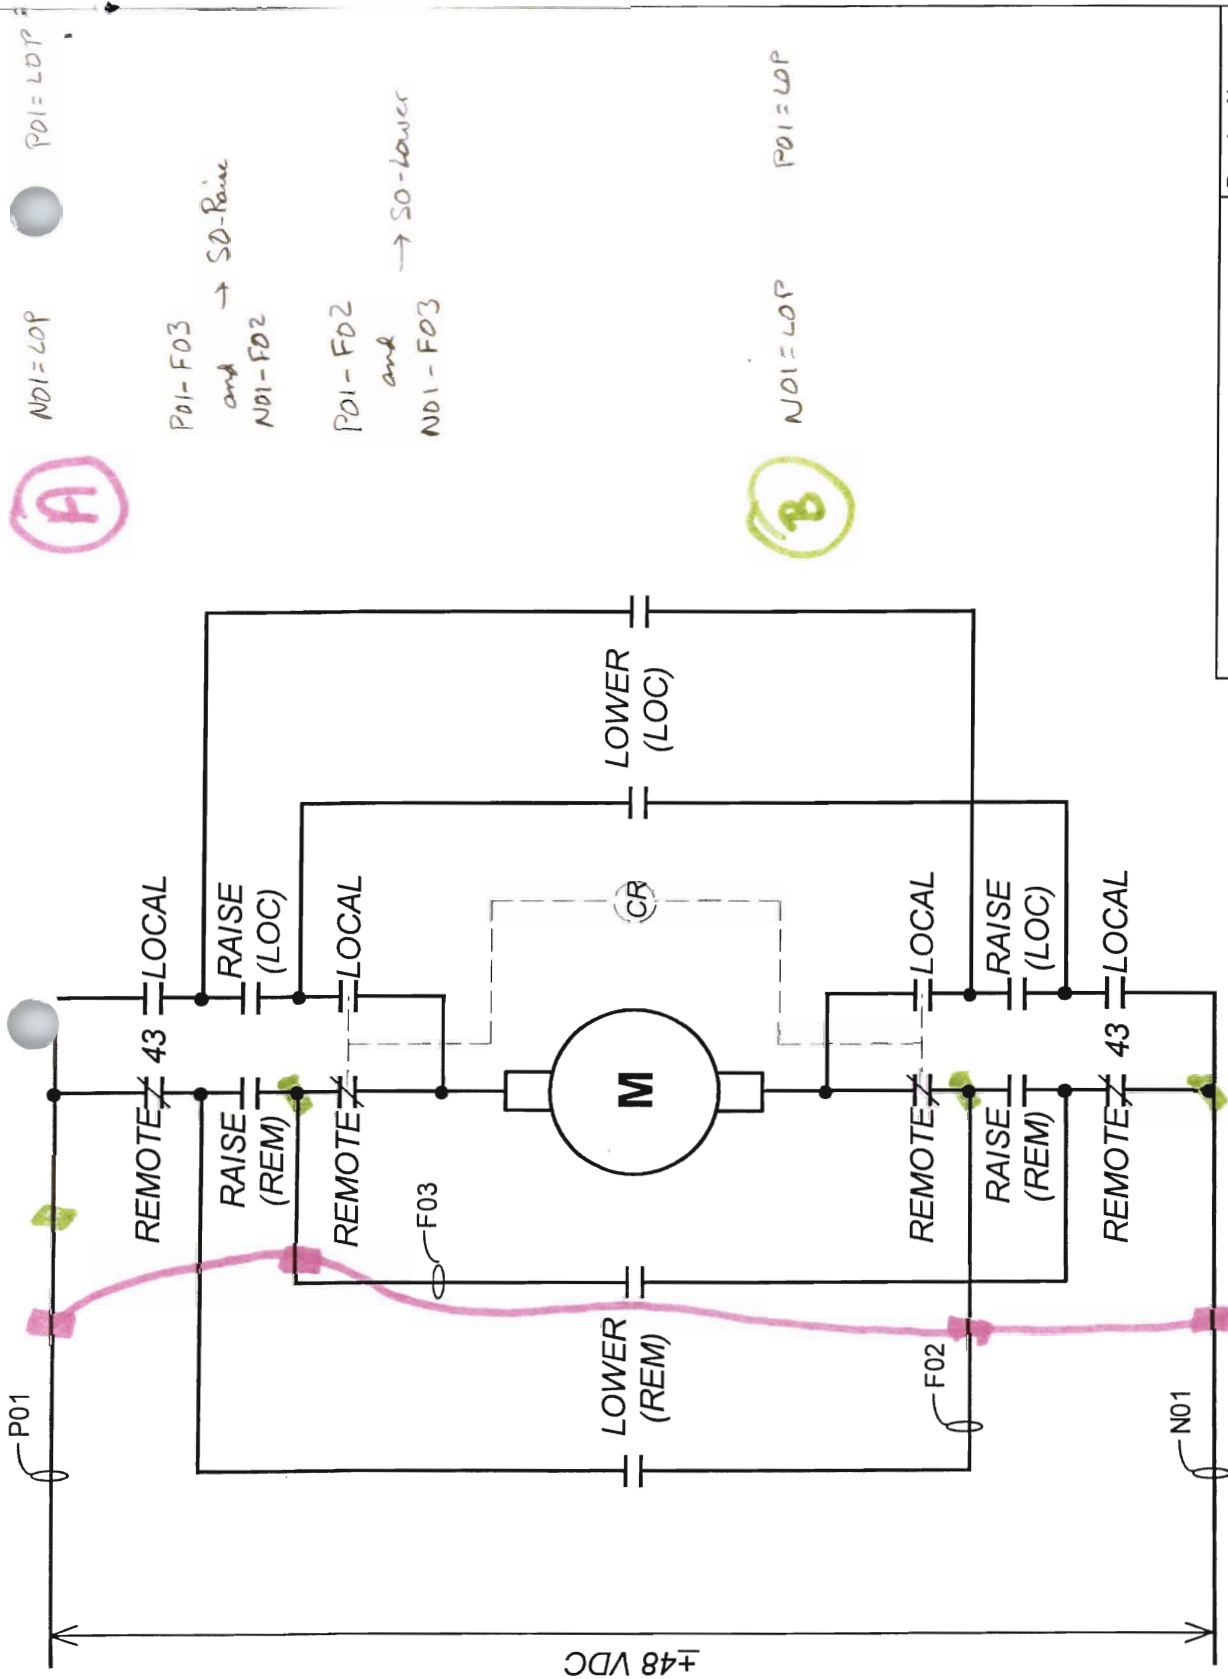 N01=LOP P01=LOP
A
P01-F03
and → SO-Raise
N01-F02
P01-F02
and → SO-Lower
N01-F03
B
N01=LOP P01=LOP
P01
REMOTE 43 LOCAL
RAISE (REM)
RAISE (LOC)
REMOTE LOCAL
F03
LOWER (REM)
M
CR
LOWER (LOC)
F02
REMOTE LOCAL
RAISE (REM)
RAISE (LOC)
REMOTE 43 LOCAL
N01
±48 VDC